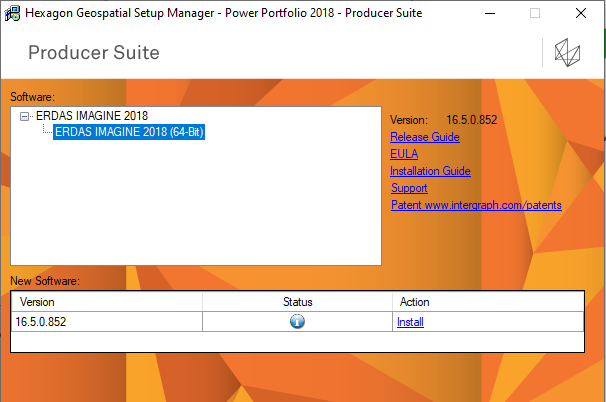 Hexagon Geospatial Setup Manager - Power Portfolio 2018 - Producer Suite
Producer Suite
Software:
ERDAS IMAGINE 2018
ERDAS IMAGINE 2018 (64-Bit)
Version: 16.5.0.852
Release Guide
EULA
Installation Guide
Support
Patent www.intergraph.com/patents
New Software:
Version Status Action
16.5.0.852 Install